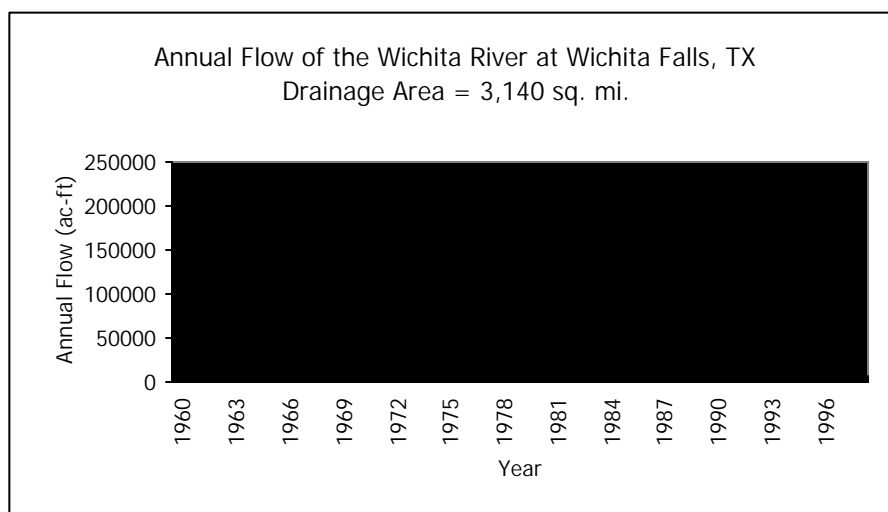 Annual Flow of the Wichita River at Wichita Falls, TX
Drainage Area = 3,140 sq. mi.
Annual Flow (ac-ft)
250000
200000
150000
100000
50000
0
1960 1963 1966 1969 1972 1975 1978 1981 1984 1987 1990 1993 1996
Year